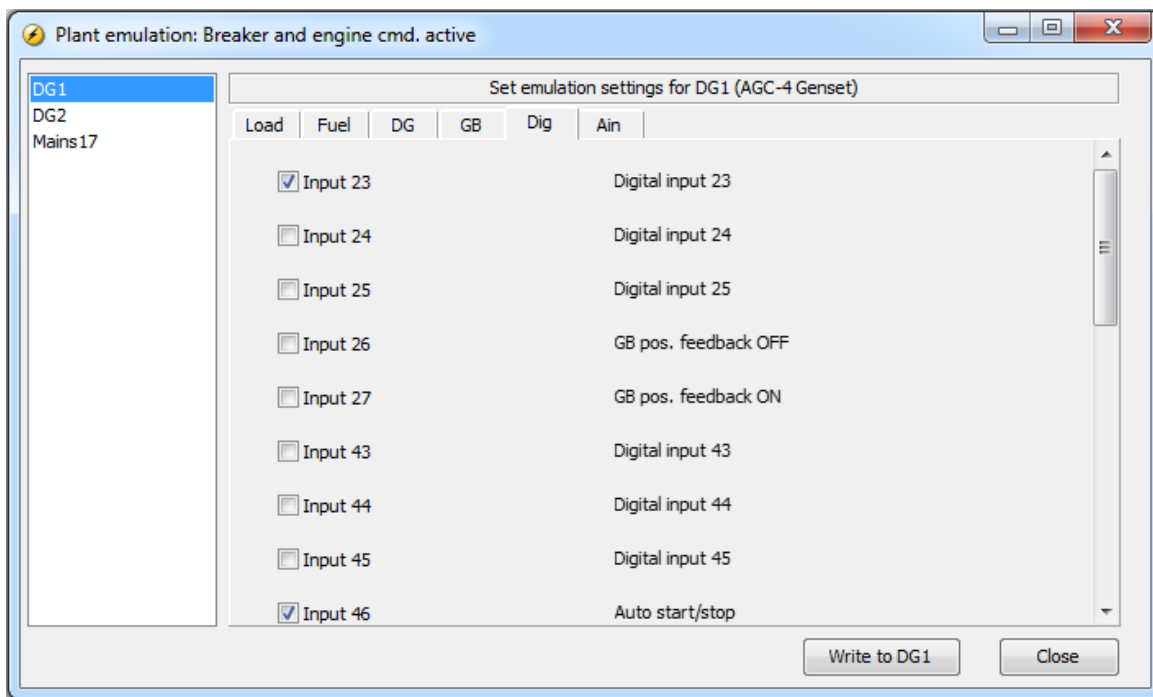 Plant emulation: Breaker and engine cmd. active
DG1
DG2
Mains17
Set emulation settings for DG1 (AGC-4 Genset)
Load Fuel DG GB Dig Ain
Input 23 Digital input 23
Input 24 Digital input 24
Input 25 Digital input 25
Input 26 GB pos. feedback OFF
Input 27 GB pos. feedback ON
Input 43 Digital input 43
Input 44 Digital input 44
Input 45 Digital input 45
Input 46 Auto start/stop
Write to DG1 Close